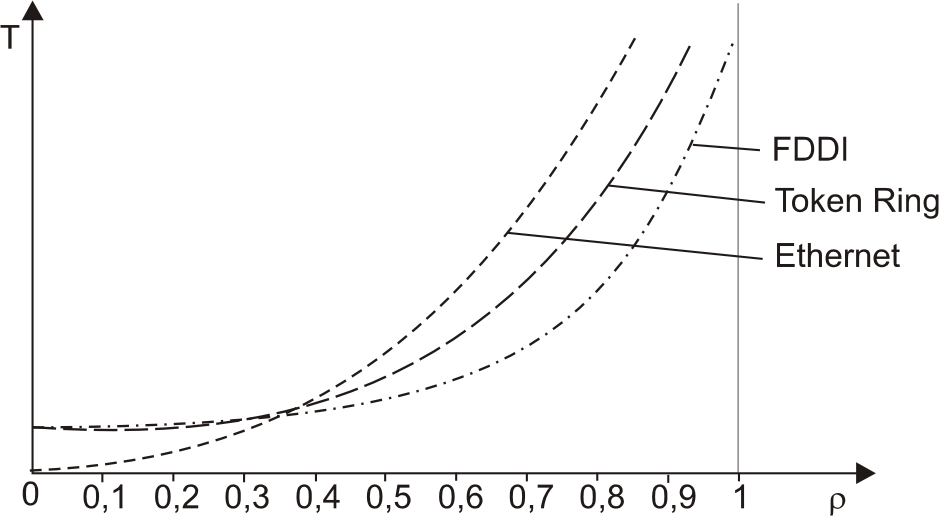 T
FDDI
Token Ring
Ethernet
0 0,1 0,2 0,3 0,4 0,5 0,6 0,7 0,8 0,9 1 ρ